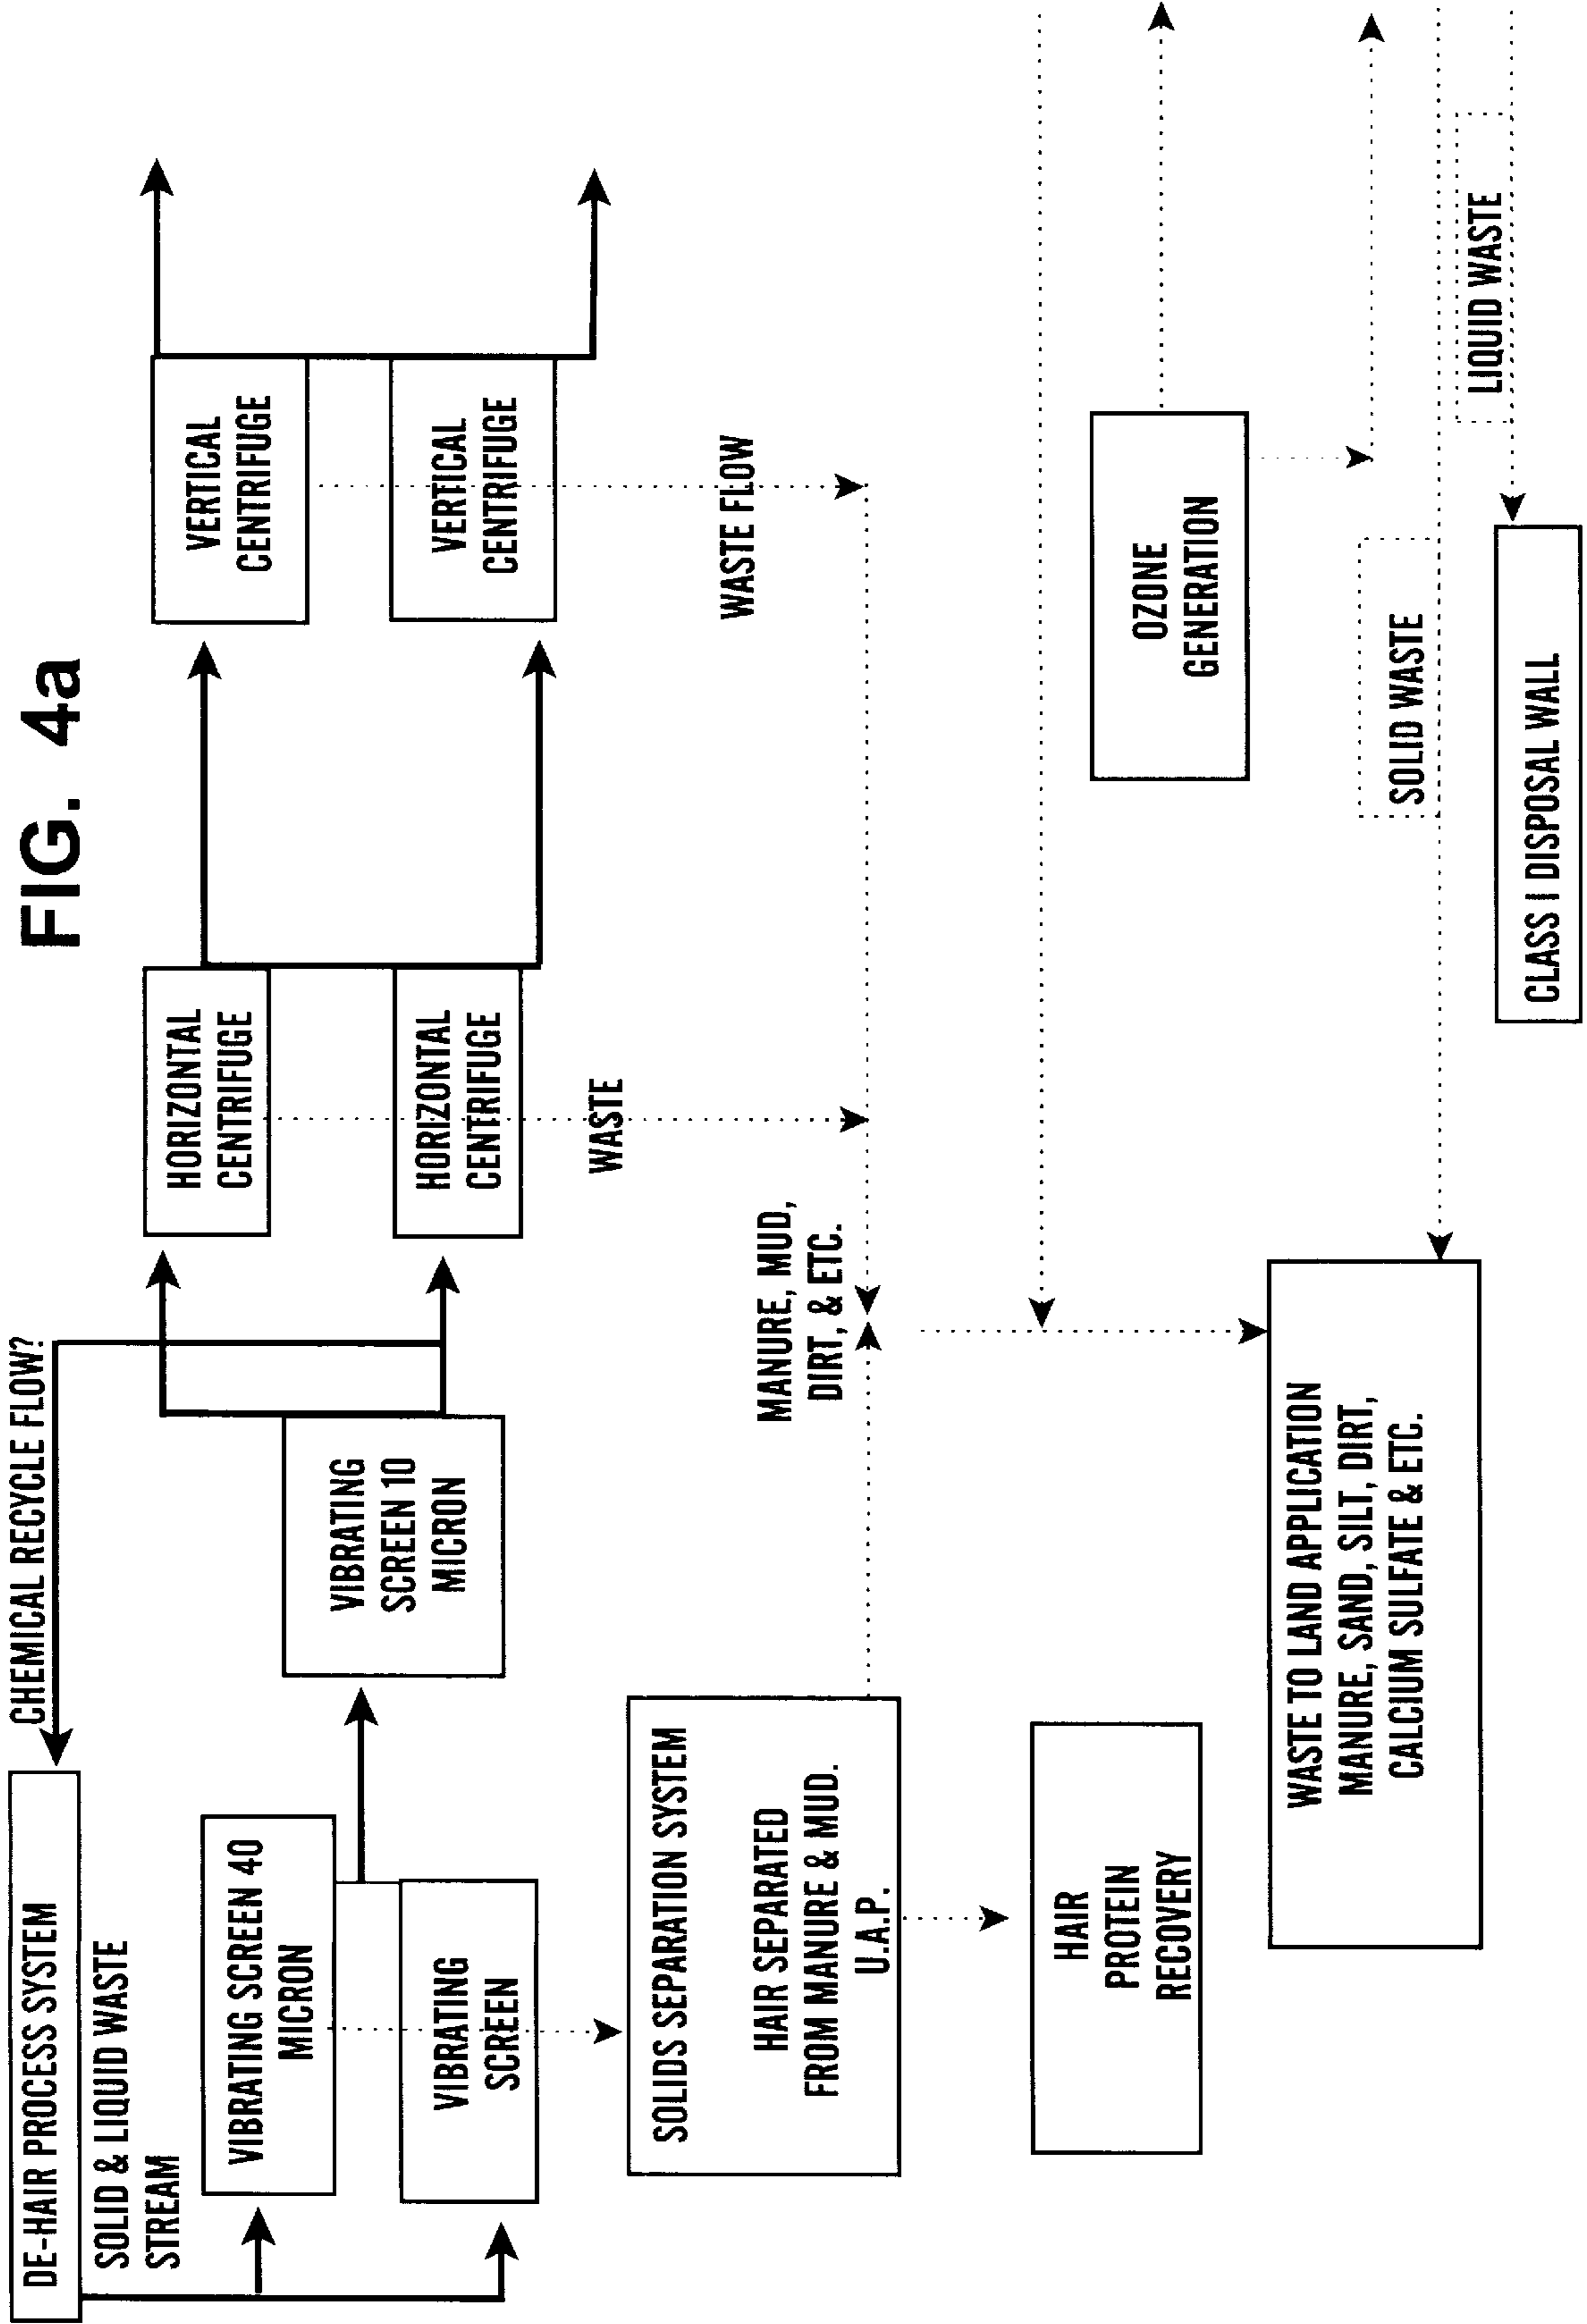 FIG. 4a
CHEMICAL RECYCLE FLOW?
DE-HAIR PROCESS SYSTEM
SOLID & LIQUID WASTE
STREAM
VIBRATING SCREEN 40
MICRON
VIBRATING
SCREEN
VIBRATING
SCREEN 10
MICRON
HORIZONTAL
CENTRIFUGE
HORIZONTAL
CENTRIFUGE
VERTICAL
CENTRIFUGE
VERTICAL
CENTRIFUGE
WASTE
WASTE FLOW
SOLIDS SEPARATION SYSTEM
HAIR SEPARATED
FROM MANURE & MUD.
U.A.P.
MANURE, MUD,
DIRT, & ETC.
HAIR
PROTEIN
RECOVERY
OZONE
GENERATION
WASTE TO LAND APPLICATION
MANURE, SAND, SILT, DIRT,
CALCIUM SULFATE & ETC.
SOLID WASTE
LIQUID WASTE
CLASS I DISPOSAL WALL